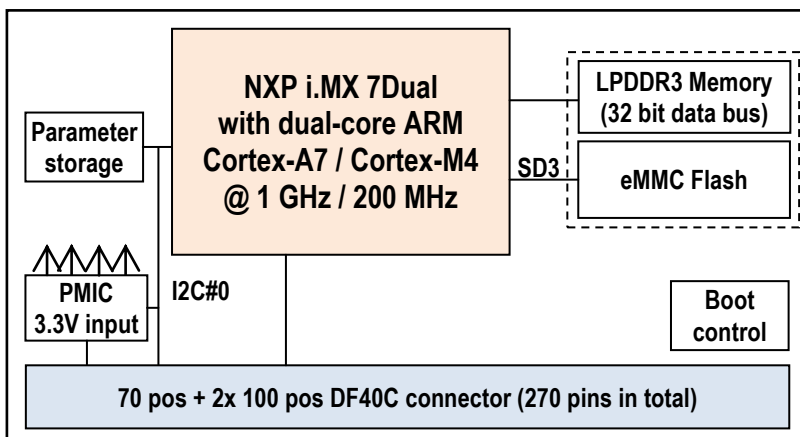 NXP i.MX 7Dual
with dual-core ARM
Cortex-A7 / Cortex-M4
@ 1 GHz / 200 MHz
LPDDR3 Memory
(32 bit data bus)
SD3
eMMC Flash
Parameter
storage
PMIC
3.3V input
I2C#0
Boot
control
70 pos + 2x 100 pos DF40C connector (270 pins in total)